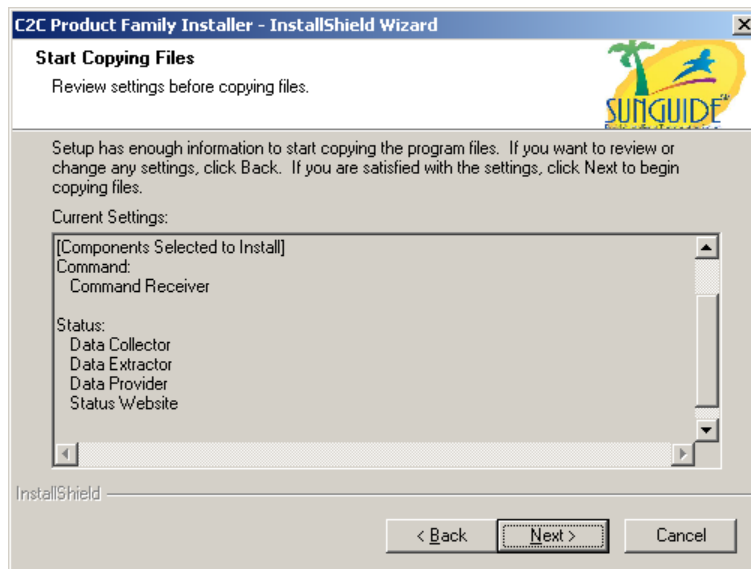 C2C Product Family Installer - InstallShield Wizard
Start Copying Files
Review settings before copying files.
SUNGUIDE
Setup has enough information to start copying the program files. If you want to review or
change any settings, click Back. If you are satisfied with the settings, click Next to begin
copying files.
Current Settings:
[Components Selected to Install]
Command:
Command Receiver
Status:
Data Collector
Data Extractor
Data Provider
Status Website
InstallShield
< Back
Next >
Cancel